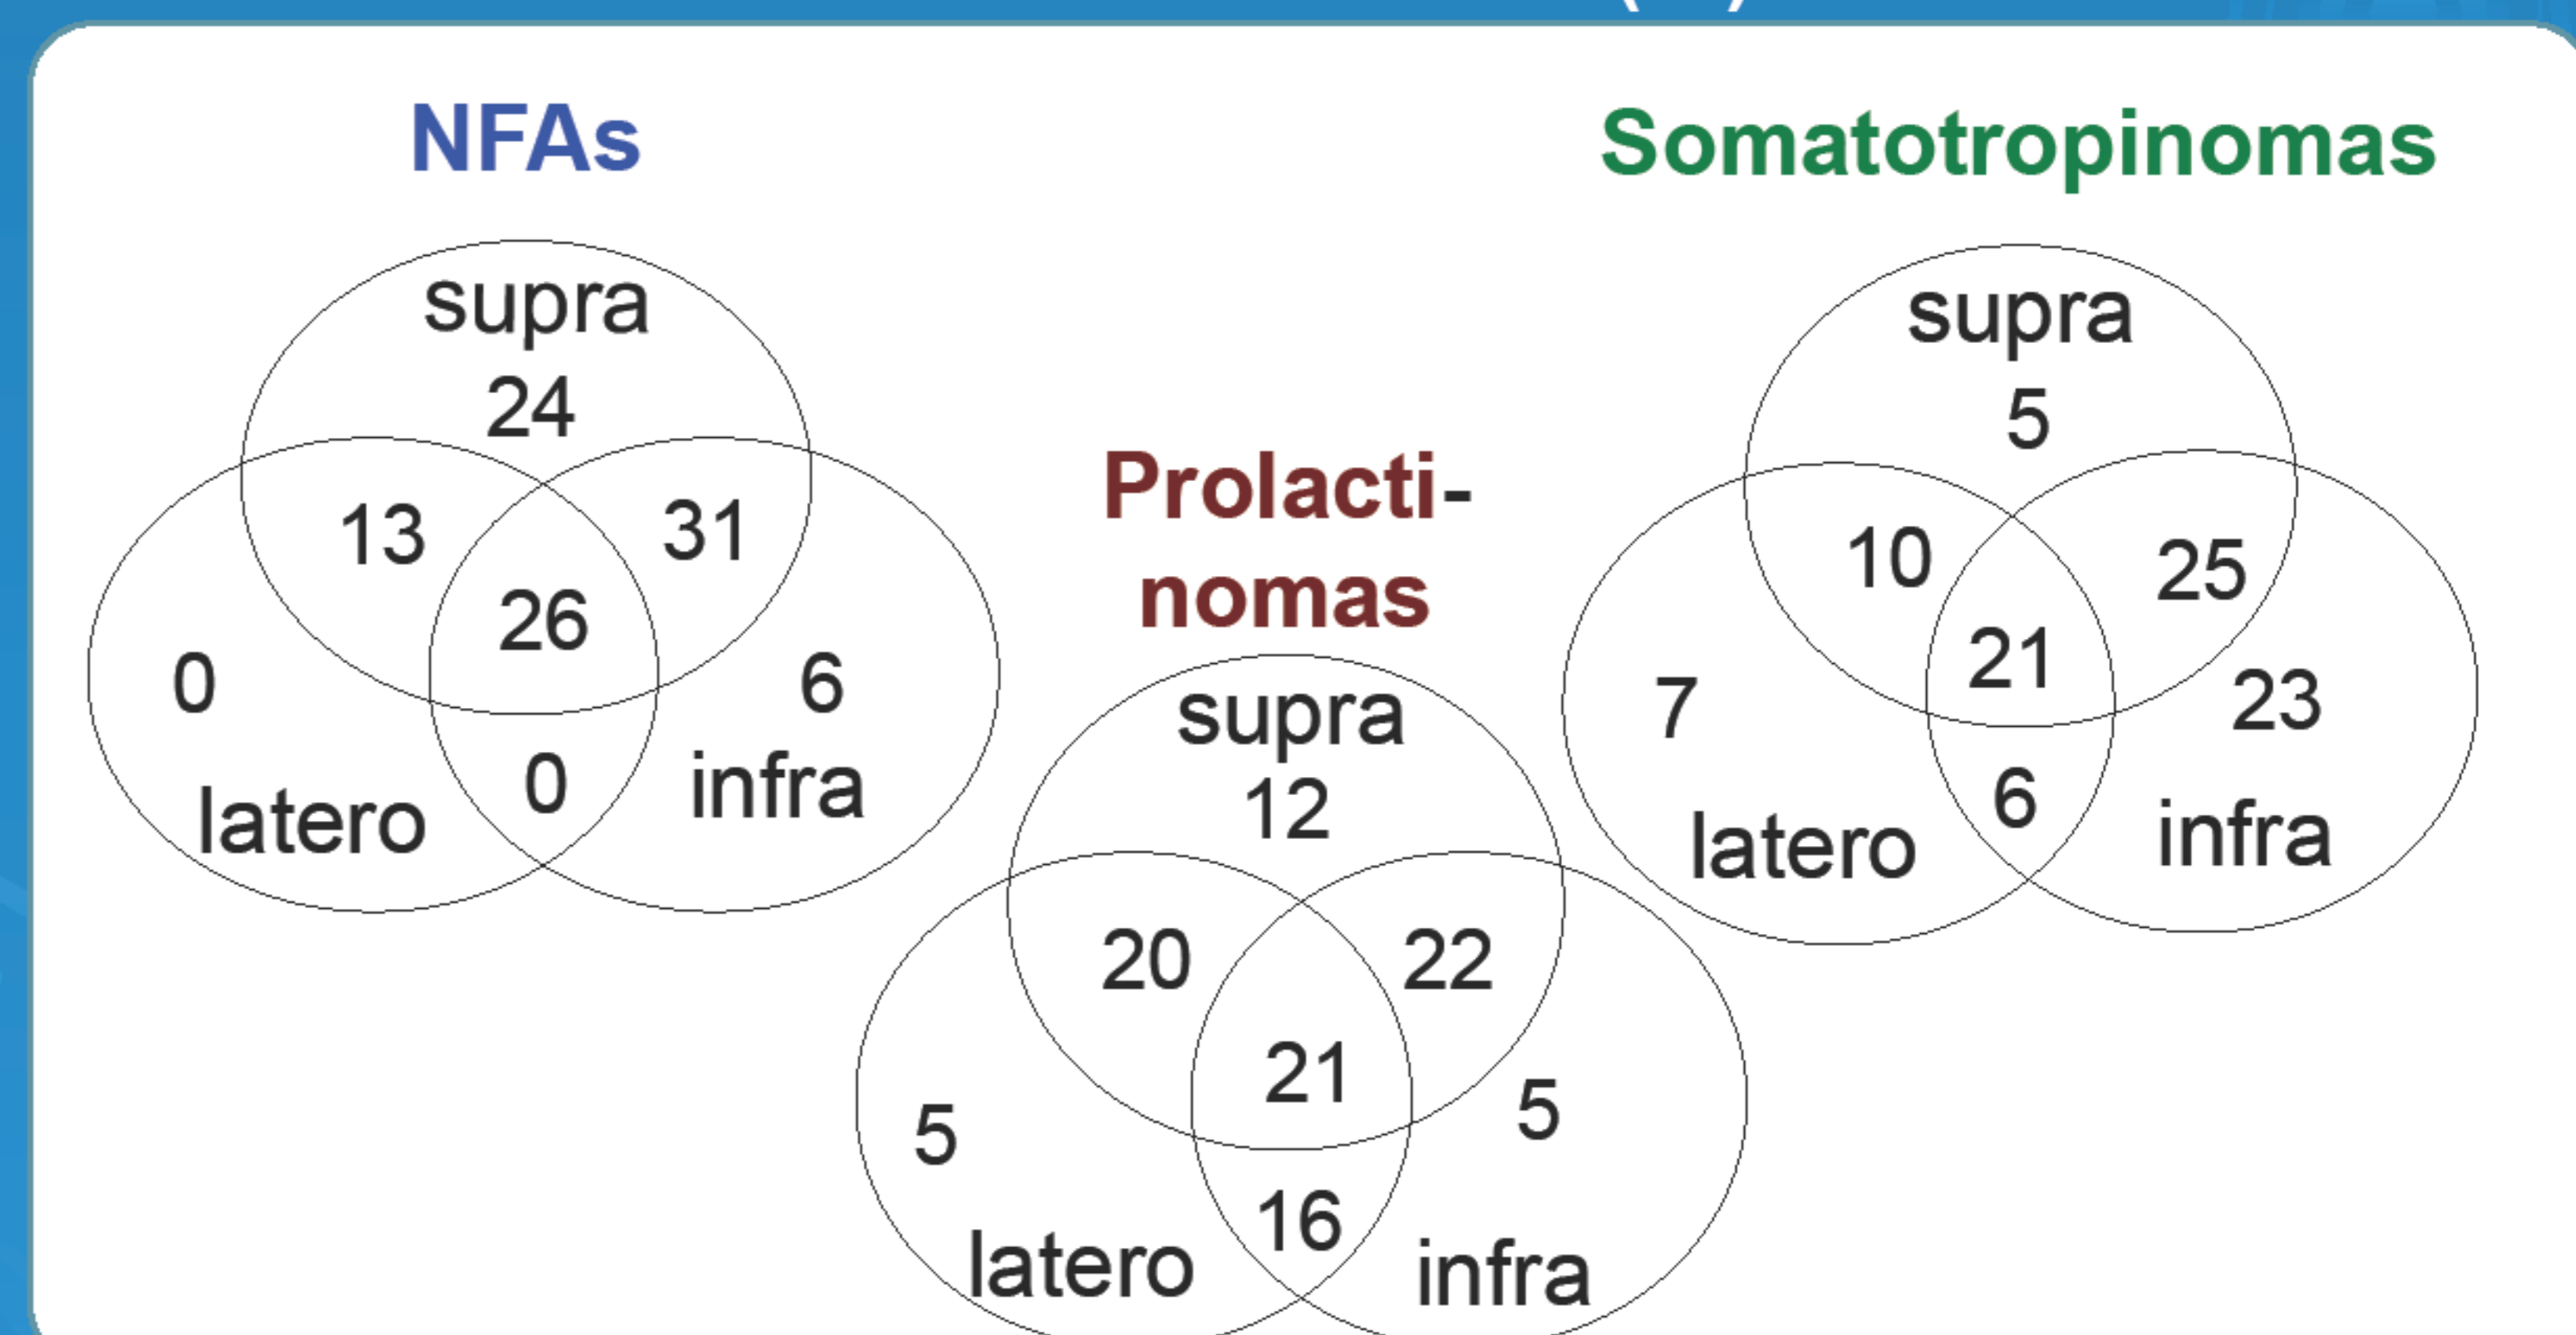 NFAs
supra
24
13
31
26
0
6
0
latero
infra
Prolacti-
nomas
supra
12
20
22
21
5
5
16
latero
infra
Somatotropinomas
supra
5
10
25
21
7
23
6
latero
infra